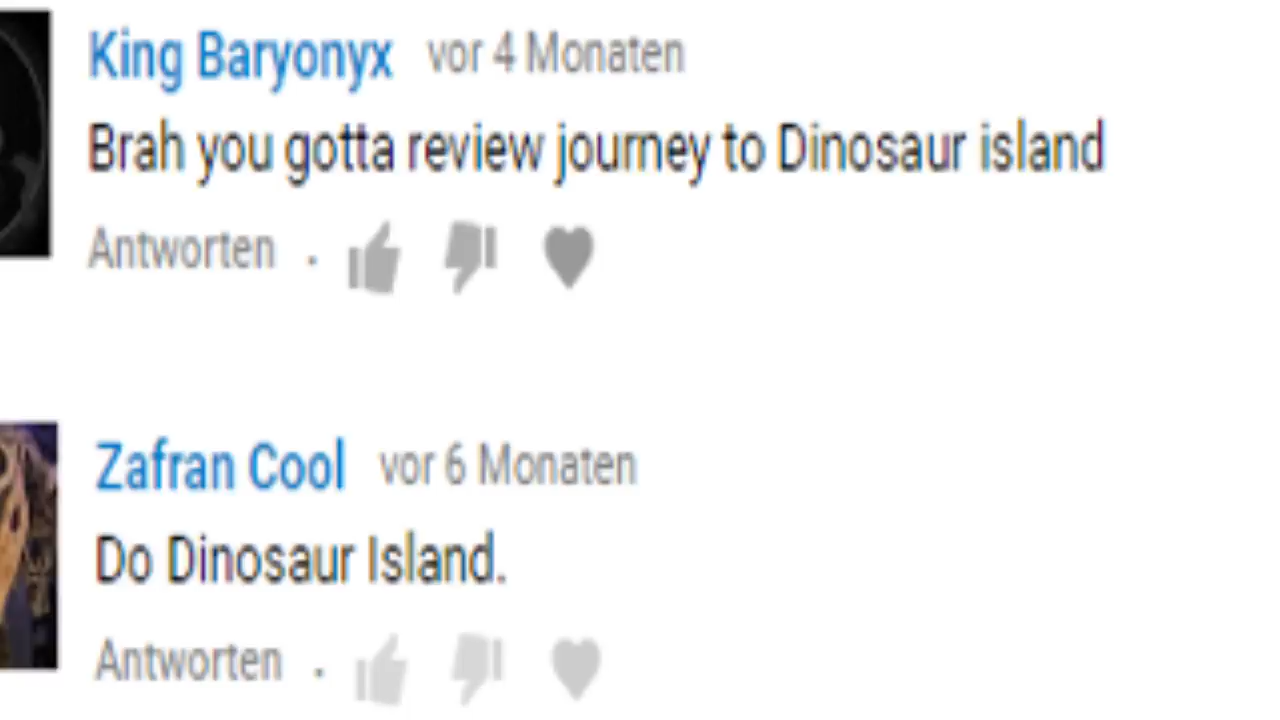 King Baryonyx vor 4 Monaten
Brah you gotta review journey to Dinosaur island
Antworten .
Zafran Cool vor 6 Monaten
Do Dinosaur Island.
Antworten .